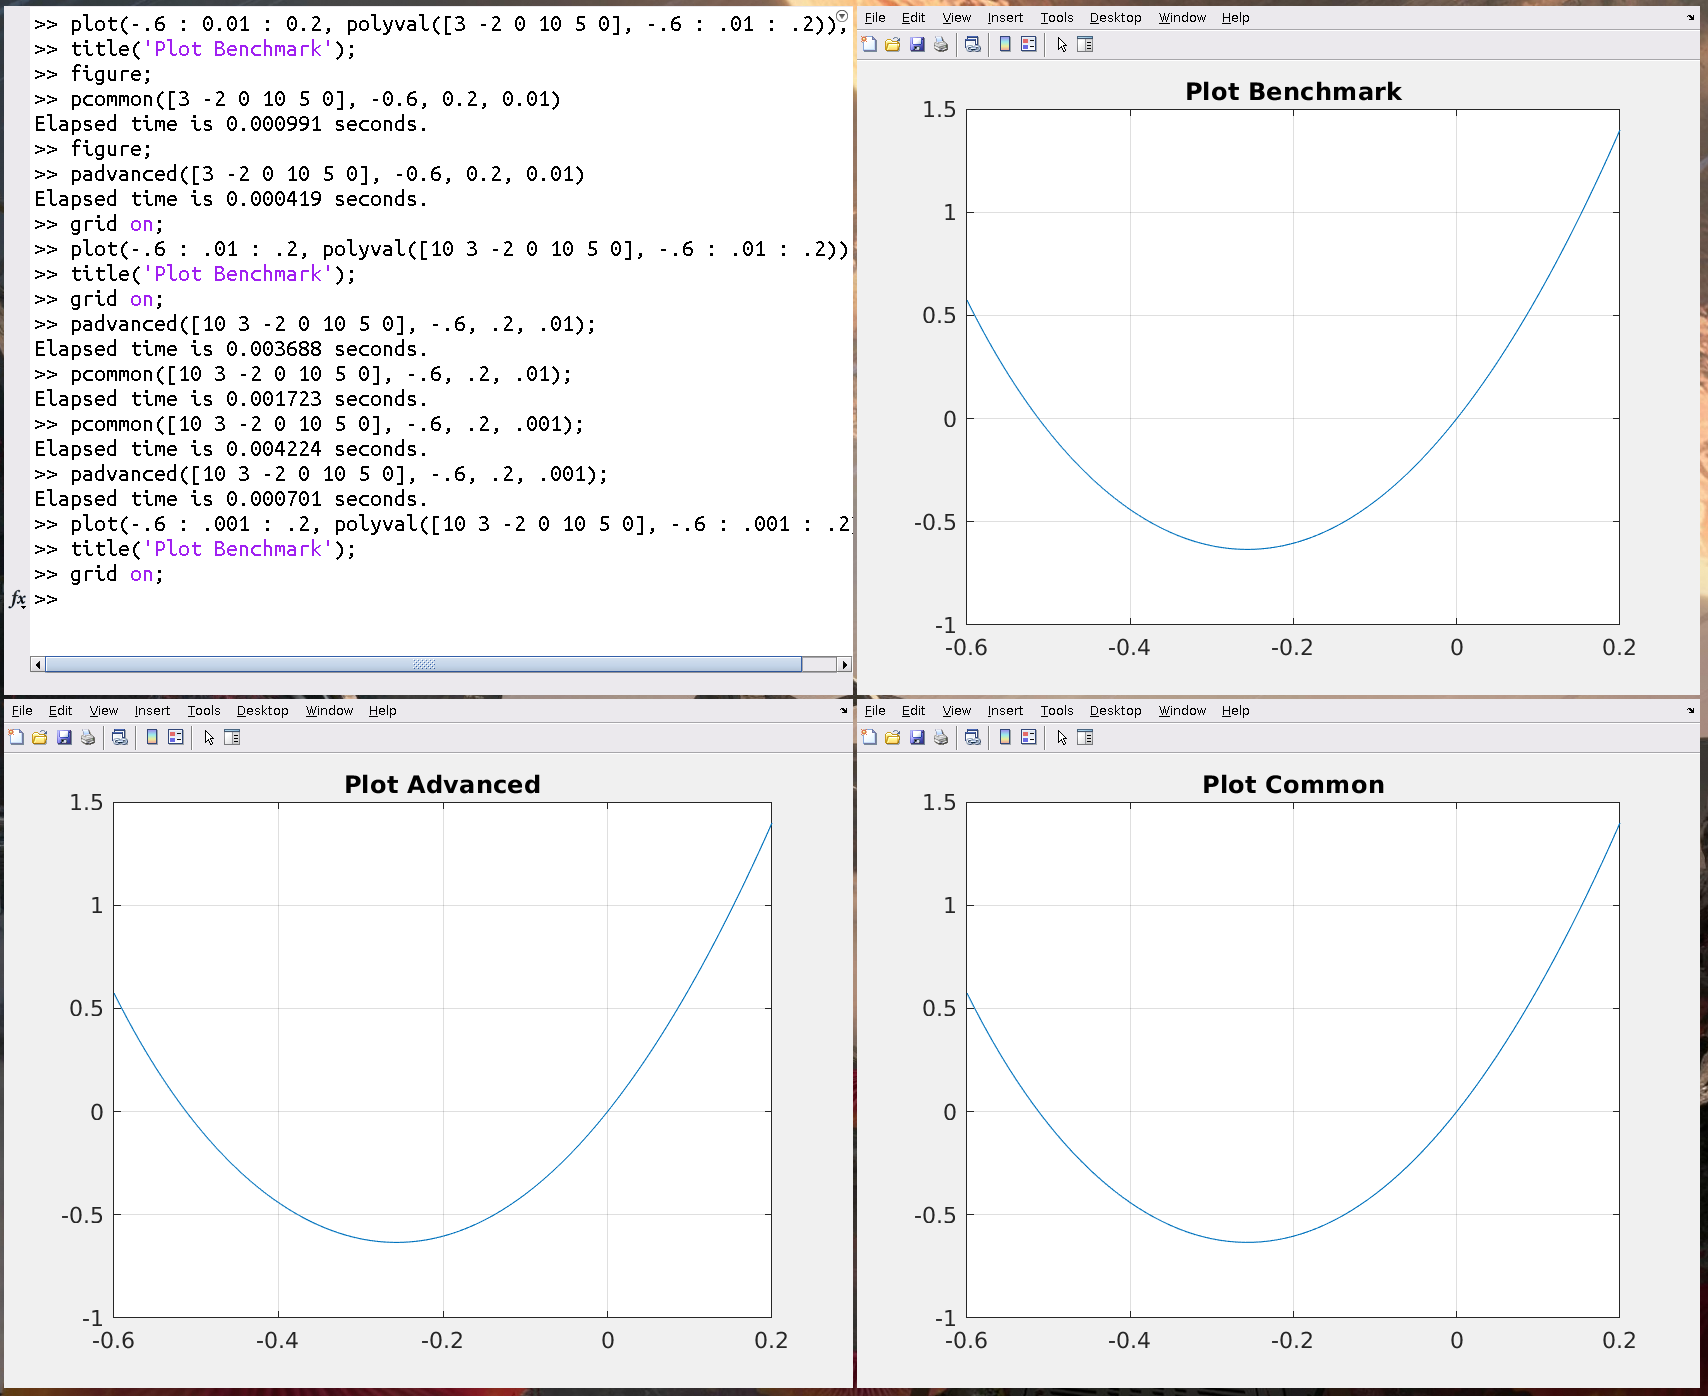 >> plot(-.6 : 0.01 : 0.2, polyval([3 -2 0 10 5 0], -.6 : .01 : .2)),
>> title('Plot Benchmark');
>> figure;
>> pcommon([3 -2 0 10 5 0], -0.6, 0.2, 0.01)
Elapsed time is 0.000991 seconds.
>> figure;
>> padvanced([3 -2 0 10 5 0], -0.6, 0.2, 0.01)
Elapsed time is 0.000419 seconds.
>> grid on;
>> plot(-.6 : .01 : .2, polyval([10 3 -2 0 10 5 0], -.6 : .01 : .2))
>> title('Plot Benchmark');
>> grid on;
>> padvanced([10 3 -2 0 10 5 0], -.6, .2, .01);
Elapsed time is 0.003688 seconds.
>> pcommon([10 3 -2 0 10 5 0], -.6, .2, .01);
Elapsed time is 0.001723 seconds.
>> pcommon([10 3 -2 0 10 5 0], -.6, .2, .001);
Elapsed time is 0.004224 seconds.
>> padvanced([10 3 -2 0 10 5 0], -.6, .2, .001);
Elapsed time is 0.000701 seconds.
>> plot(-.6 : .001 : .2, polyval([10 3 -2 0 10 5 0], -.6 : .001 : .2
>> title('Plot Benchmark');
>> grid on;
fx >>
File Edit View Insert Tools Desktop Window Help
Plot Benchmark
1.5
1
0.5
0
-0.5
-1
-0.6 -0.4 -0.2 0 0.2
File Edit View Insert Tools Desktop Window Help
Plot Advanced
1.5
1
0.5
0
-0.5
-1
-0.6 -0.4 -0.2 0 0.2
File Edit View Insert Tools Desktop Window Help
Plot Common
1.5
1
0.5
0
-0.5
-1
-0.6 -0.4 -0.2 0 0.2